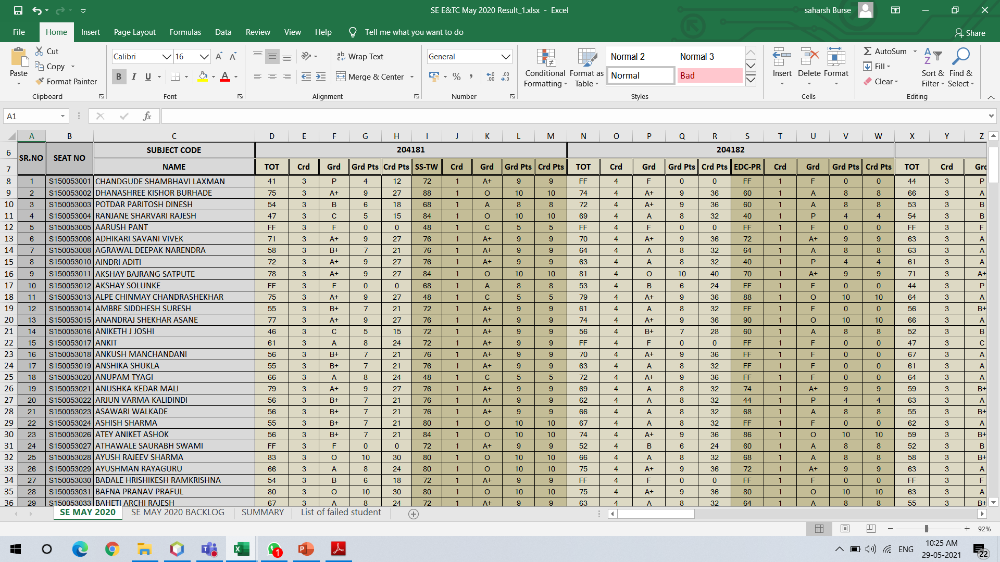 SE E&TC May 2020 Result_1.xlsx - Excel
saharsh Burse
File Home Insert Page Layout Formulas Data Review View Help Tell me what you want to do Share
Cut
Copy
Format Painter
Paste
Clipboard
Calibri 16
B I U
Font
Wrap Text
Merge & Center
Alignment
General
Number
Conditional Formatting
Format as Table
Normal 2 Normal 3
Normal Bad
Styles
Insert Delete Format
Cells
AutoSum
Fill
Clear
Sort & Filter
Find & Select
Editing
A1 fx
A B C D E F G H I J K L M N O P Q R S T U V W X Y Z
6 SR.NO SEAT NO SUBJECT CODE 204181 204182
7 NAME TOT Crd Grd Grd Pts Crd Pts SS-TW Crd Grd Grd Pts Crd Pts TOT Crd Grd Grd Pts Crd Pts EDC-PR Crd Grd Grd Pts Crd Pts TOT Crd Grd
8 1 S150053001 CHANDGUDE SHAMBHAVI LAXMAN 41 3 P 4 12 72 1 A+ 9 9 FF 4 F 0 0 FF 1 F 0 0 44 3 P
9 2 S150053002 DHANASHREE KISHOR BURHADE 75 3 A+ 9 27 88 1 O 10 10 74 4 A+ 9 36 60 1 A 8 8 66 3 A
10 3 S150053003 POTDAR PARITOSH DINESH 54 3 B 6 18 68 1 A 8 8 72 4 A+ 9 36 60 1 A 8 8 53 3 B
11 4 S150053004 RANJANE SHARVARI RAJESH 47 3 C 5 15 84 1 O 10 10 69 4 A 8 32 40 1 P 4 4 54 3 B
12 5 S150053005 AARUSH PANT FF 3 F 0 0 48 1 C 5 5 FF 4 F 0 0 FF 1 F 0 0 FF 3 F
13 6 S150053006 ADHIKARI SAVANI VIVEK 71 3 A+ 9 27 76 1 A+ 9 9 70 4 A+ 9 36 72 1 A+ 9 9 63 3 A
14 7 S150053008 AGRAWAL DEEPAK NARENDRA 58 3 B+ 7 21 76 1 A+ 9 9 64 4 A 8 32 64 1 A 8 8 63 3 A
15 8 S150053010 AINDRI ADITI 72 3 A+ 9 27 76 1 A+ 9 9 63 4 A 8 32 40 1 P 4 4 61 3 A
16 9 S150053011 AKSHAY BAJRANG SATPUTE 78 3 A+ 9 27 84 1 O 10 10 81 4 O 10 40 70 1 A+ 9 9 71 3 A+
17 10 S150053012 AKSHAY SOLUNKE FF 3 F 0 0 68 1 A 8 8 53 4 B 6 24 FF 1 F 0 0 44 3 P
18 11 S150053013 ALPE CHINMAY CHANDRASHEKHAR 75 3 A+ 9 27 48 1 C 5 5 79 4 A+ 9 36 88 1 O 10 10 64 3 A
19 12 S150053014 AMBRE SIDDHESH SURESH 55 3 B+ 7 21 72 1 A+ 9 9 61 4 A 8 32 FF 1 F 0 0 56 3 B+
20 13 S150053015 ANANDRAJ SHEKHAR ASANE 77 3 A+ 9 27 76 1 A+ 9 9 74 4 A+ 9 36 90 1 O 10 10 66 3 A
21 14 S150053016 ANIKETH J JOSHI 46 3 C 5 15 72 1 A+ 9 9 56 4 B+ 7 28 60 1 A 8 8 52 3 B
22 15 S150053017 ANKIT 61 3 A 8 24 72 1 A+ 9 9 FF 4 F 0 0 FF 1 F 0 0 47 3 C
23 16 S150053018 ANKUSH MANCHANDANI 56 3 B+ 7 21 76 1 A+ 9 9 70 4 A+ 9 36 FF 1 F 0 0 67 3 A
24 17 S150053019 ANSHIKA SHUKLA 55 3 B+ 7 21 76 1 A+ 9 9 63 4 A 8 32 FF 1 F 0 0 61 3 A
25 18 S150053020 ANUPAM TYAGI 66 3 A 8 24 48 1 C 5 5 72 4 A+ 9 36 FF 1 F 0 0 64 3 A
26 19 S150053021 ANUSHKA KEDAR MALI 79 3 A+ 9 27 76 1 A+ 9 9 69 4 A 8 32 74 1 A+ 9 9 59 3 B+
27 20 S150053022 ARJUN VARMA KALIDINDI 56 3 B+ 7 21 76 1 A+ 9 9 62 4 A 8 32 44 1 P 4 4 63 3 A
28 21 S150053023 ASAWARI WALKADE 56 3 B+ 7 21 76 1 A+ 9 9 66 4 A 8 32 68 1 A 8 8 55 3 B+
29 22 S150053024 ASHISH SHARMA 55 3 B+ 7 21 80 1 O 10 10 67 4 A 8 32 FF 1 F 0 0 62 3 A
30 23 S150053026 ATEY ANIKET ASHOK 56 3 B+ 7 21 84 1 O 10 10 74 4 A+ 9 36 86 1 O 10 10 59 3 B+
31 24 S150053027 ATHAWALE SAURABH SWAMI FF 3 F 0 0 72 1 A+ 9 9 52 4 B 6 24 60 1 A 8 8 52 3 B
32 25 S150053028 AYUSH RAJEEV SHARMA 83 3 O 10 30 80 1 O 10 10 66 4 A 8 32 68 1 A 8 8 58 3 B+
33 26 S150053029 AYUSHMAN RAYAGURU 66 3 A 8 24 80 1 O 10 10 75 4 A+ 9 36 72 1 A+ 9 9 63 3 A
34 27 S150053030 BADALE HRISHIKESH RAMKRISHNA 54 3 B 6 18 72 1 A+ 9 9 FF 4 F 0 0 FF 1 F 0 0 FF 3 F
35 28 S150053031 BAFNA PRANAV PRAFUL 80 3 O 10 30 80 1 O 10 10 75 4 A+ 9 36 80 1 O 10 10 63 3 A
36 29 S150053033 BAHETI ARCHI RAJESH 67 3 A 8 24 72 1 A+ 9 9 63 4 A 8 32 64 1 A 8 8 55 3 B+
SE MAY 2020 SE MAY 2020 BACKLOG SUMMARY List of failed student
92%
1
ENG
10:25 AM
29-05-2021
22